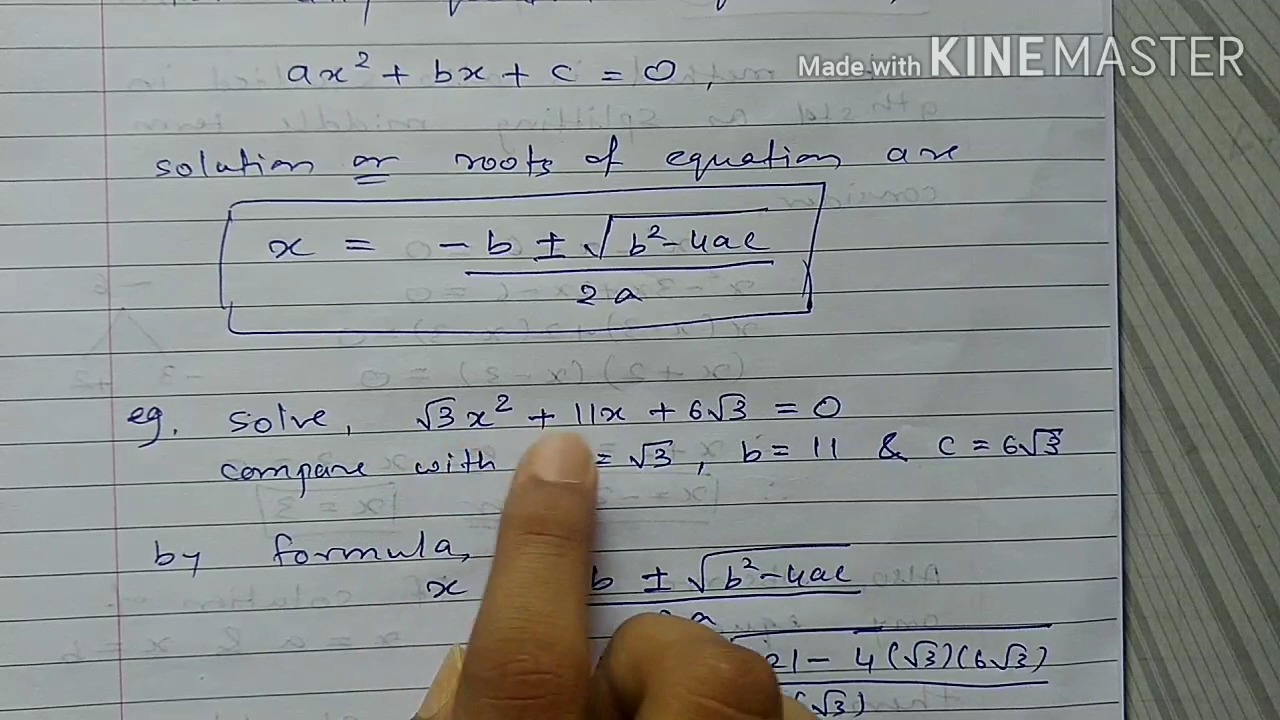 ax² + bx + c = 0,
Made with KINEMASTER
solution or roots of equation are
x = - b ± √b²-4ac
2a
eg. solve, √3x² + 11x + 6√3 = 0
compare with = √3, b = 11 & c = 6√3
by formula,
x b ± √b²-4ac
a
21 - 4(√3)(6√3)
(√3)